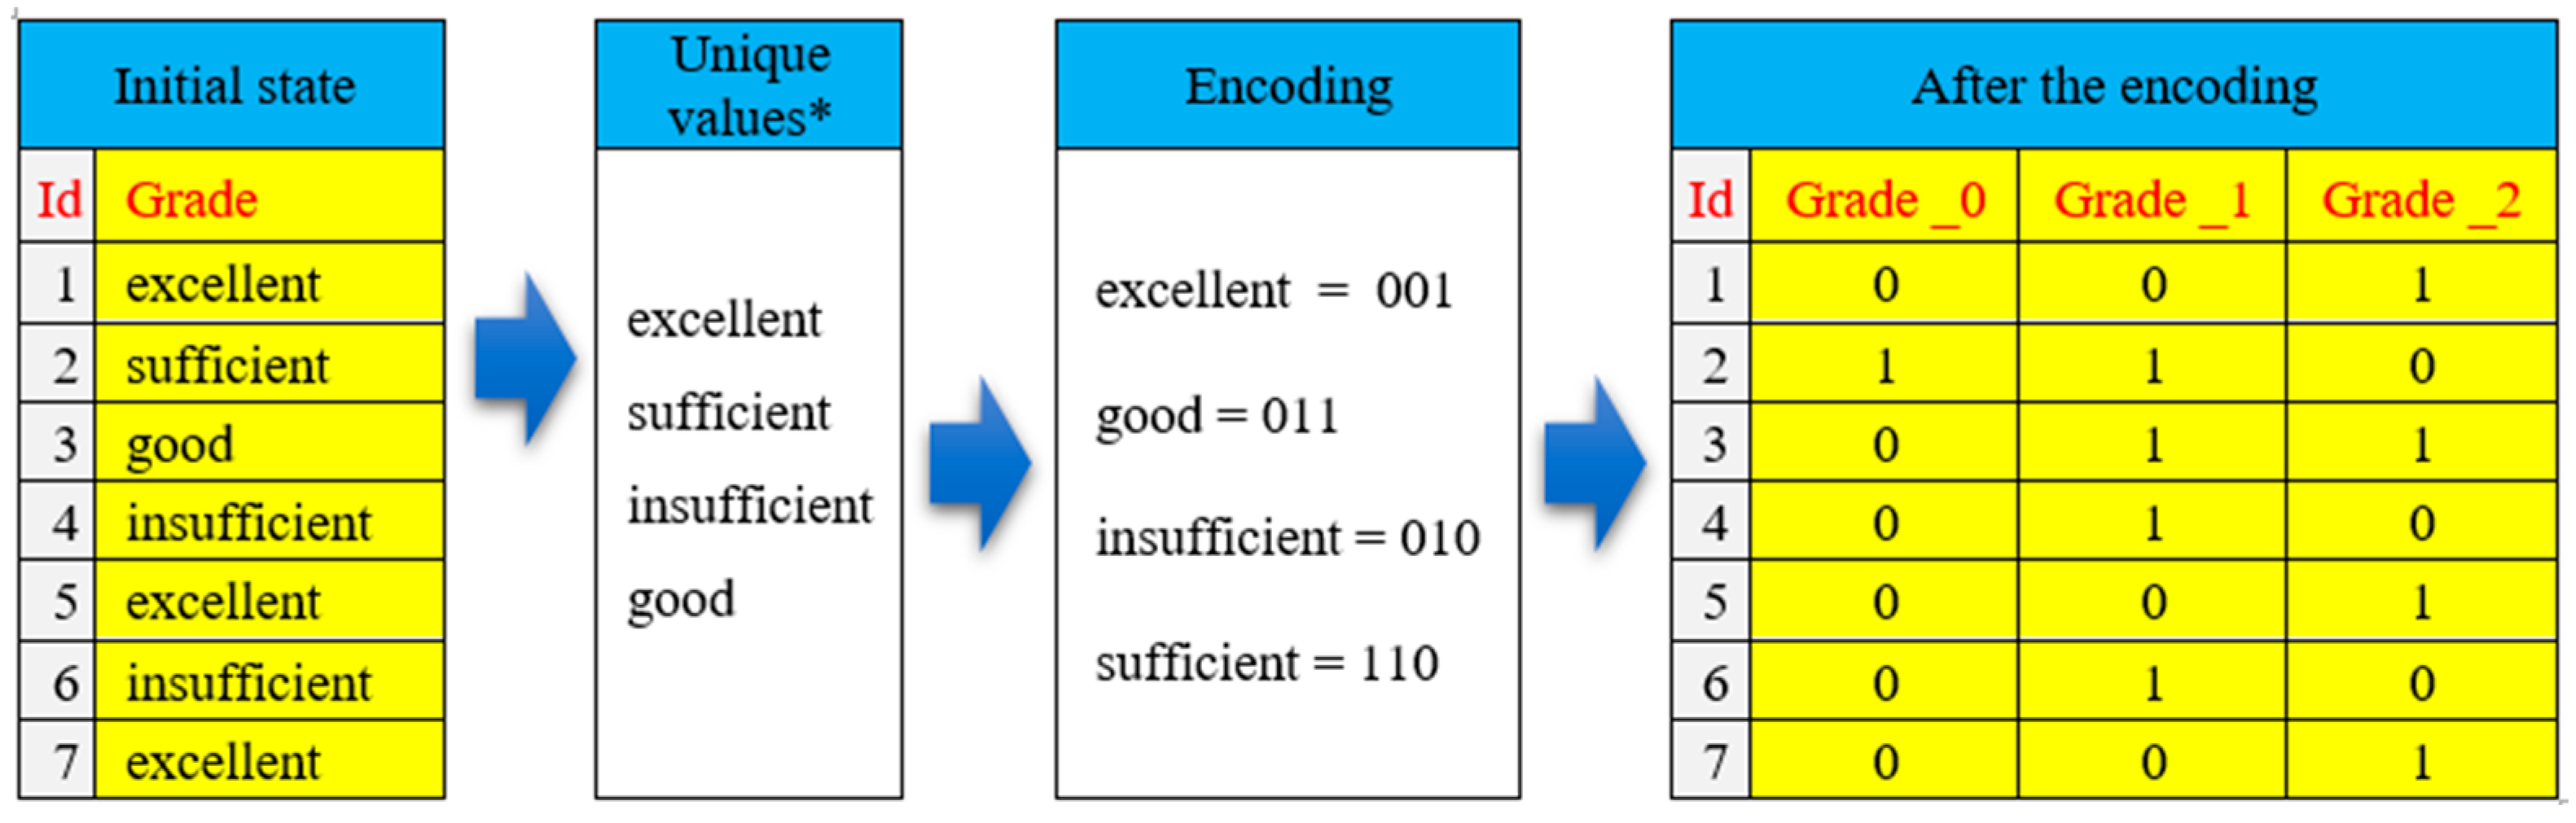 Initial state
Id Grade
1 excellent
2 sufficient
3 good
4 insufficient
5 excellent
6 insufficient
7 excellent
Unique
values*
excellent
sufficient
insufficient
good
Encoding
excellent = 001
good = 011
insufficient = 010
sufficient = 110
After the encoding
Id Grade _0 Grade _1 Grade _2
1 0 0 1
2 1 1 0
3 0 1 1
4 0 1 0
5 0 0 1
6 0 1 0
7 0 0 1